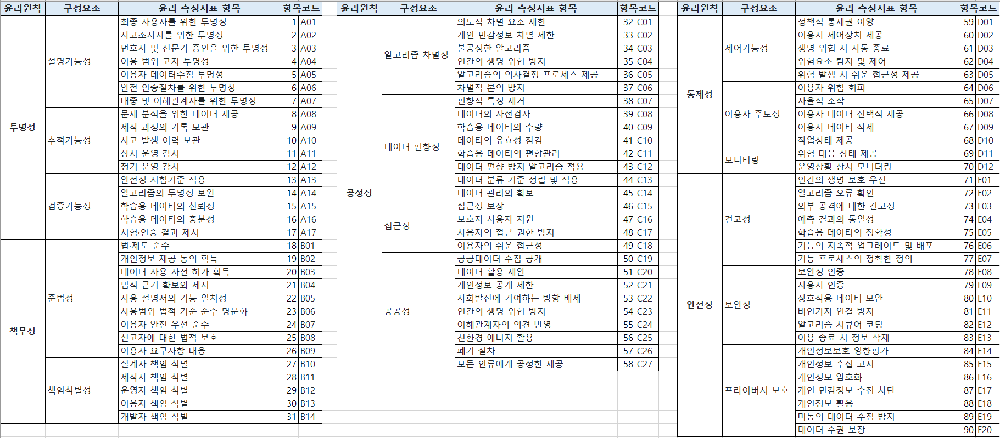 윤리원칙 구성요소 윤리 측정지표 항목 항목코드
투명성
설명가능성
최종 사용자를 위한 투명성 1 A01
사고조사자를 위한 투명성 2 A02
변호사 및 전문가 증인을 위한 투명성 3 A03
이용 범위 고지 투명성 4 A04
이용자 데이터수집 투명성 5 A05
안전 인증절차를 위한 투명성 6 A06
대중 및 이해관계자를 위한 투명성 7 A07
추적가능성
문제 분석을 위한 데이터 제공 8 A08
제작 과정의 기록 보관 9 A09
사고 발생 이력 보관 10 A10
상시 운영 감시 11 A11
정기 운영 감시 12 A12
검증가능성
안전성 시험기준 적용 13 A13
알고리즘의 투명성 보완 14 A14
학습용 데이터의 신뢰성 15 A15
학습용 데이터의 충분성 16 A16
시험·인증 결과 제시 17 A17
책무성
준법성
법·제도 준수 18 B01
개인정보 제공 동의 획득 19 B02
데이터 사용 사전 허가 획득 20 B03
법적 근거 확보와 제시 21 B04
사용 설명서의 기능 일치성 22 B05
사용범위 법적 기준 준수 명문화 23 B06
이용자 안전 우선 준수 24 B07
신고자에 대한 법적 보호 25 B08
이용자 요구사항 대응 26 B09
책임식별성
설계자 책임 식별 27 B10
제작자 책임 식별 28 B11
운영자 책임 식별 29 B12
이용자 책임 식별 30 B13
개발자 책임 식별 31 B14
윤리원칙 구성요소 윤리 측정지표 항목 항목코드
공정성
알고리즘 차별성
의도적 차별 요소 제한 32 C01
개인 민감정보 차별 제한 33 C02
불공정한 알고리즘 34 C03
인간의 생명 위협 방지 35 C04
알고리즘의 의사결정 프로세스 제공 36 C05
차별적 본의 방지 37 C06
데이터 편향성
편향적 특성 제거 38 C07
데이터의 사전검사 39 C08
학습용 데이터의 수량 40 C09
데이터의 유효성 점검 41 C10
학습용 데이터의 편향관리 42 C11
데이터 편향 방지 알고리즘 적용 43 C12
데이터 분류 기준 정립 및 적용 44 C13
데이터 관리의 확보 45 C14
접근성
접근성 보장 46 C15
보호자 사용자 지원 47 C16
사용자의 접근 권한 방지 48 C17
이용자의 쉬운 접근성 49 C18
공공성
공공데이터 수집 공개 50 C19
데이터 활용 제안 51 C20
개인정보 공개 제한 52 C21
사회발전에 기여하는 방향 배제 53 C22
인간의 생명 위협 방지 54 C23
이해관계자의 의견 반영 55 C24
친환경 에너지 활용 56 C25
폐기 절차 57 C26
모든 인류에게 공정한 제공 58 C27
윤리원칙 구성요소 윤리 측정지표 항목 항목코드
통제성
제어가능성
정책적 통제권 이양 59 D01
이용자 제어장치 제공 60 D02
생명 위협 시 자동 종료 61 D03
위험요소 탐지 및 제어 62 D04
위험 발생 시 쉬운 접근성 제공 63 D05
이용자 주도성
이용자 위험 회피 64 D06
자율적 조작 65 D07
이용자 데이터 선택적 제공 66 D08
이용자 데이터 삭제 67 D09
작업상태 제공 68 D10
모니터링
위험 대응 상태 제공 69 D11
운영상황 상시 모니터링 70 D12
안전성
견고성
인간의 생명 보호 우선 71 E01
알고리즘 오류 확인 72 E02
외부 공격에 대한 견고성 73 E03
예측 결과의 동일성 74 E04
학습용 데이터의 정확성 75 E05
기능의 지속적 업그레이드 및 배포 76 E06
기능 프로세스의 정확한 정의 77 E07
보안성
보안성 인증 78 E08
사용자 인증 79 E09
상호작용 데이터 보안 80 E10
비인가자 연결 방지 81 E11
알고리즘 시큐어 코딩 82 E12
이용 종료 시 정보 삭제 83 E13
프라이버시 보호
개인정보보호 영향평가 84 E14
개인정보 수집 고지 85 E15
개인정보 암호화 86 E16
개인 민감정보 수집 차단 87 E17
개인정보 활용 88 E18
미동의 데이터 수집 방지 89 E19
데이터 주권 보장 90 E20